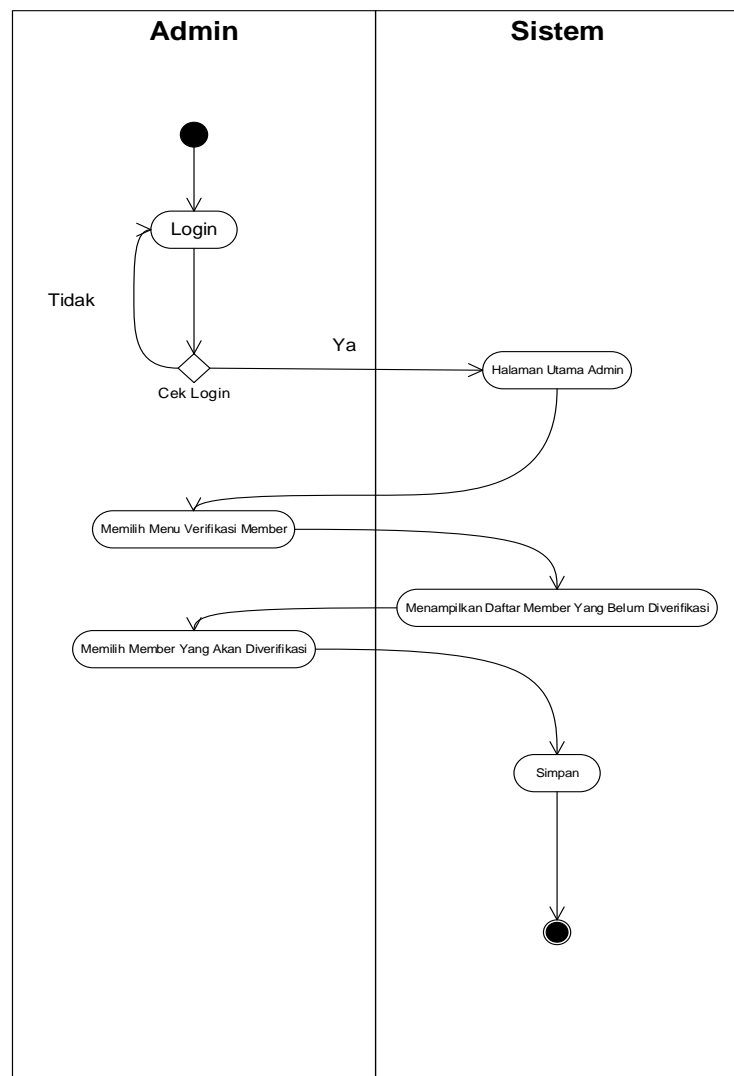 Admin
Sistem
Login
Tidak
Ya
Cek Login
Halaman Utama Admin
Memilih Menu Verifikasi Member
Menampilkan Daftar Member Yang Belum Diverifikasi
Memilih Member Yang Akan Diverifikasi
Simpan